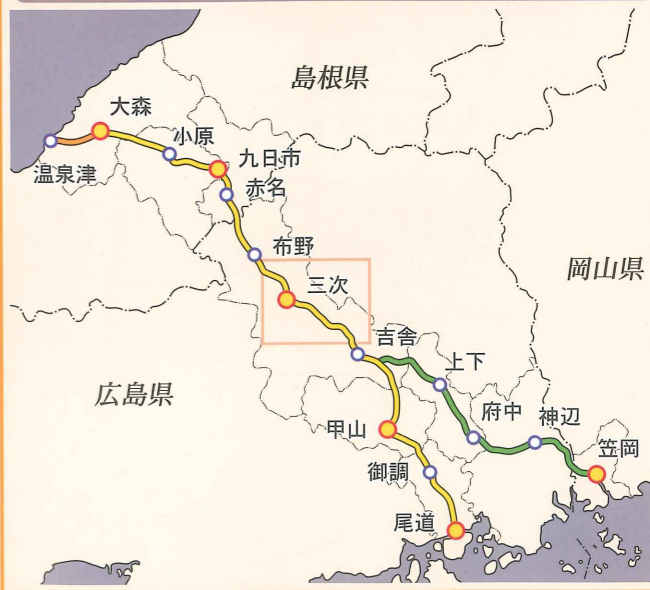 島根県
大森
小原
九日市
温泉津
赤名
布野
岡山県
三次
吉舎
上下
広島県
府中
神辺
甲山
笠岡
御調
尾道